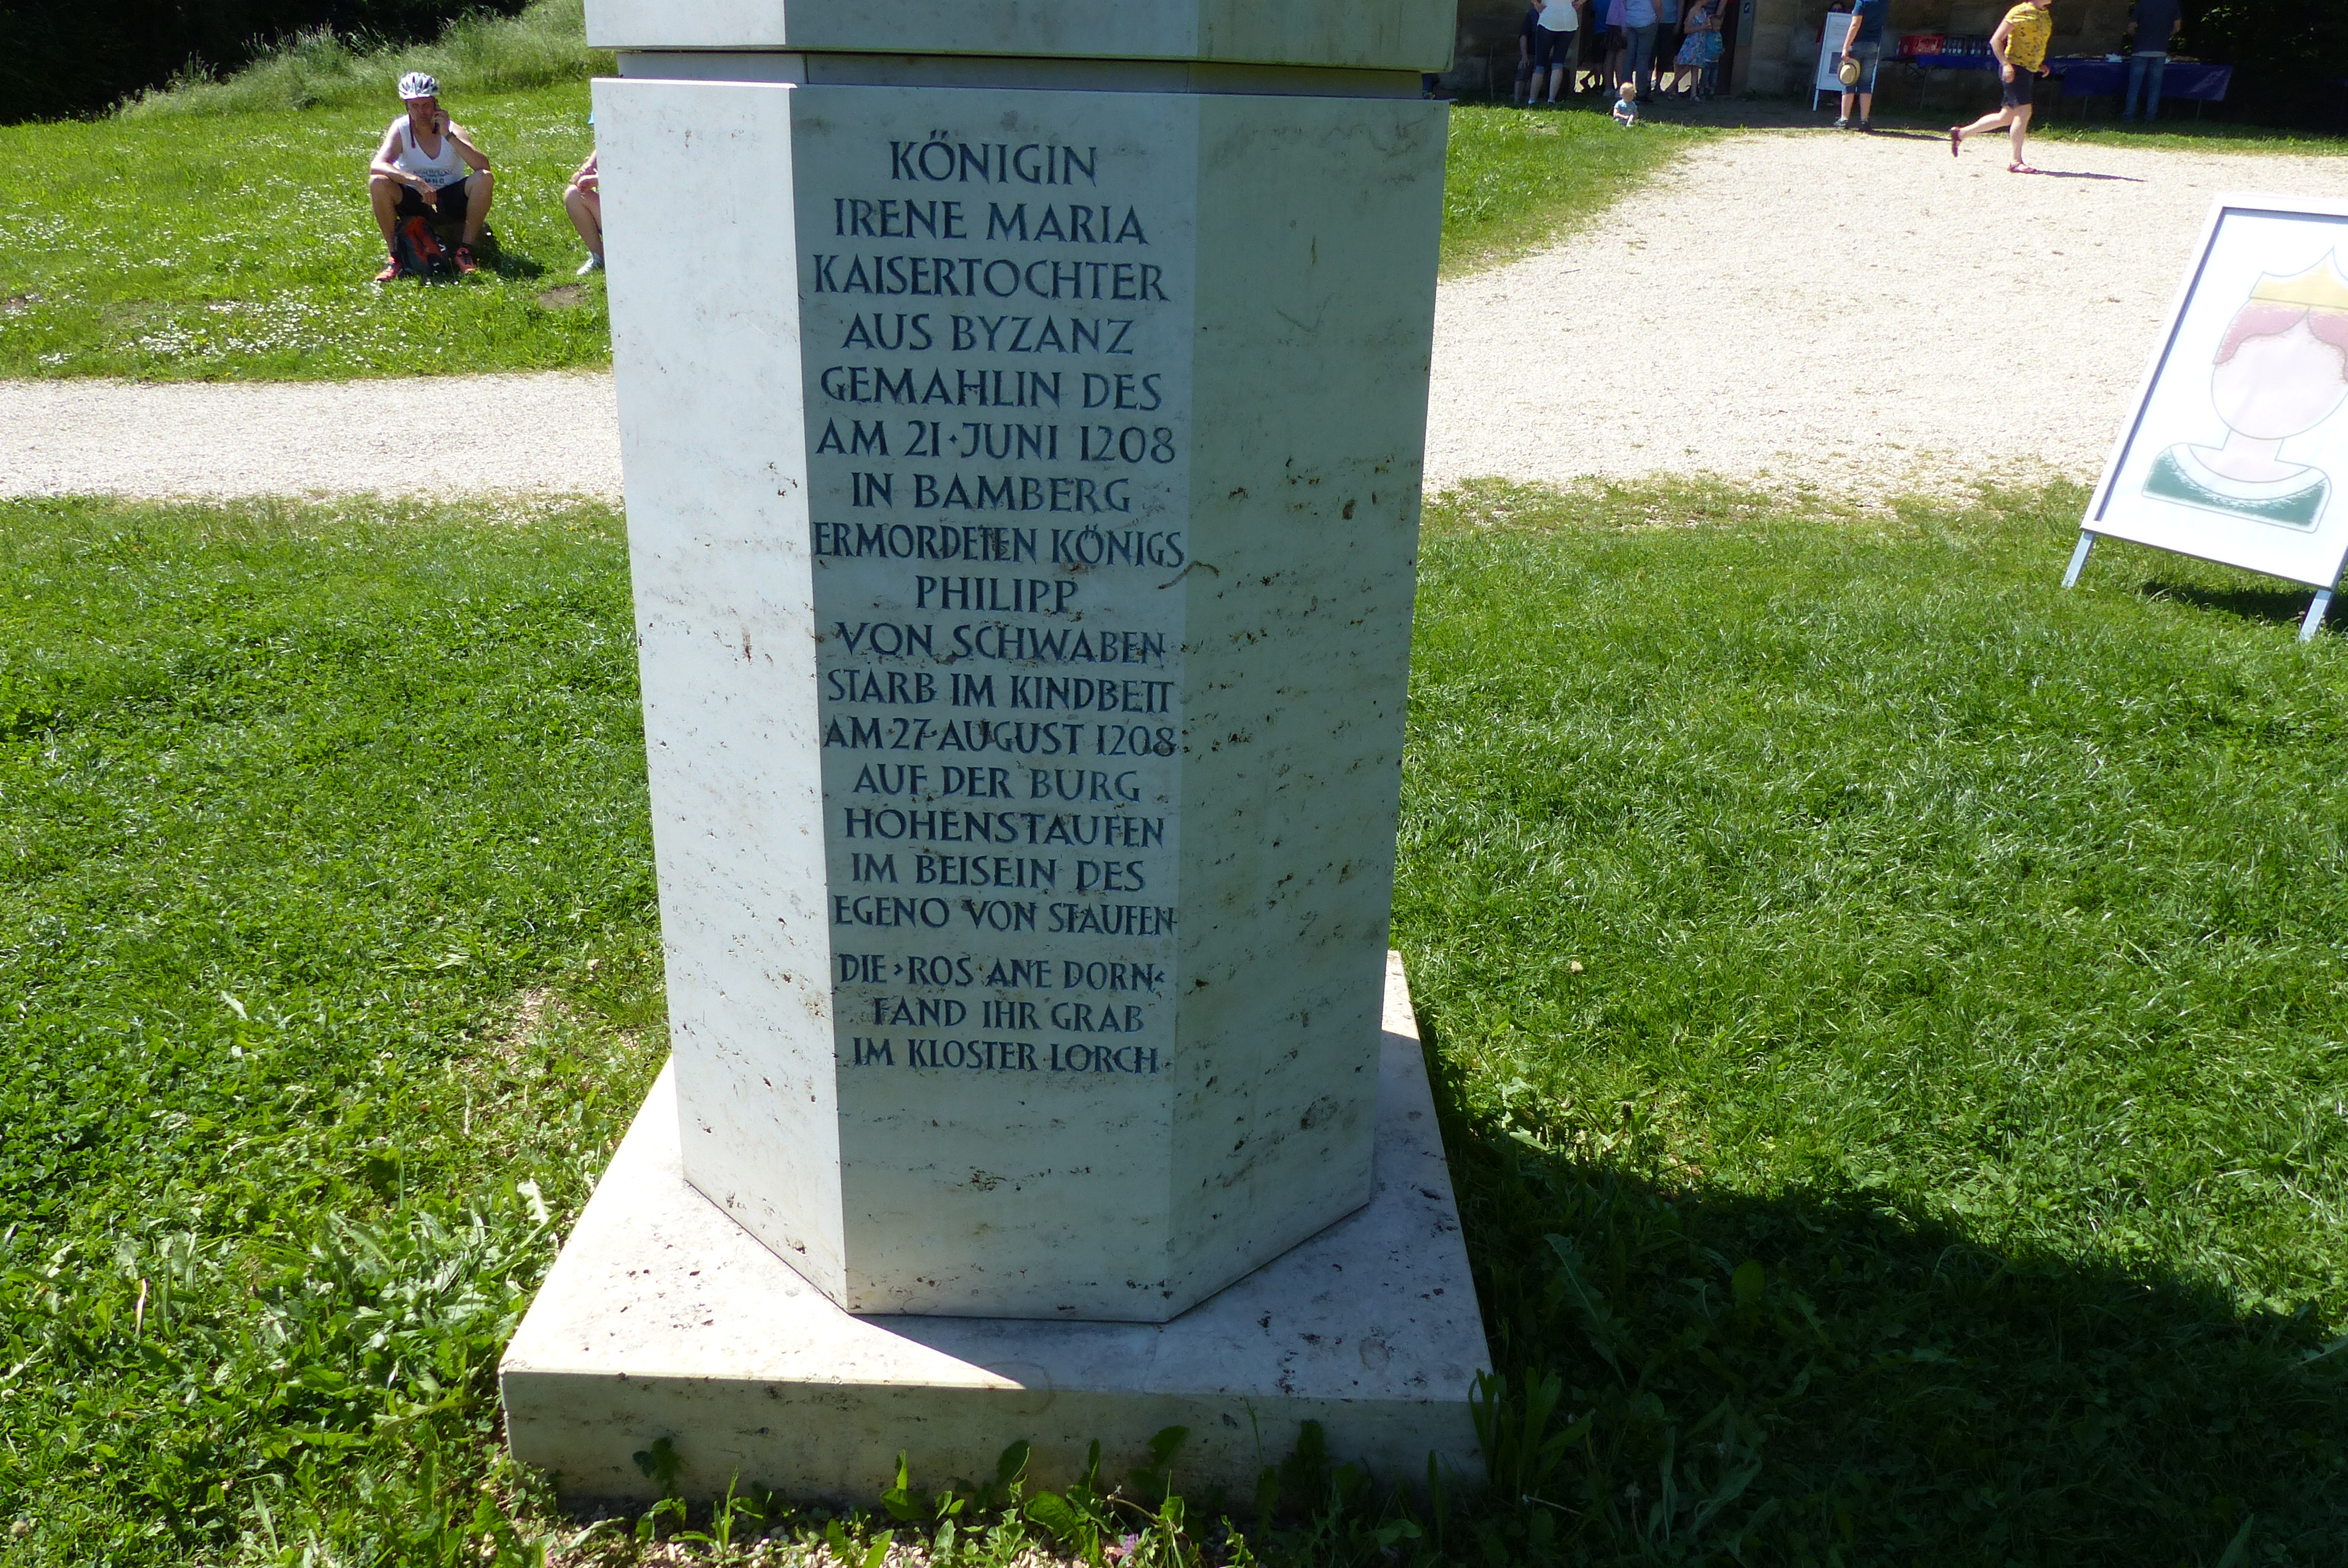 KÖNIGIN
IRENE MARIA
KAISERTOCHTER
AUS BYZANZ
GEMAHLIN DES
AM 21·JUNI 1208
IN BAMBERG
ERMORDETEN KÖNIGS
PHILIPP
VON SCHWABEN
STARB IM KINDBETT
AM 27·AUGUST 1208
AUF DER BURG
HOHENSTAUFEN
IM BEISEIN DES
EGENO VON STAUFEN
DIE ›ROS ANE DORN‹
FAND IHR GRAB
IM KLOSTER LORCH